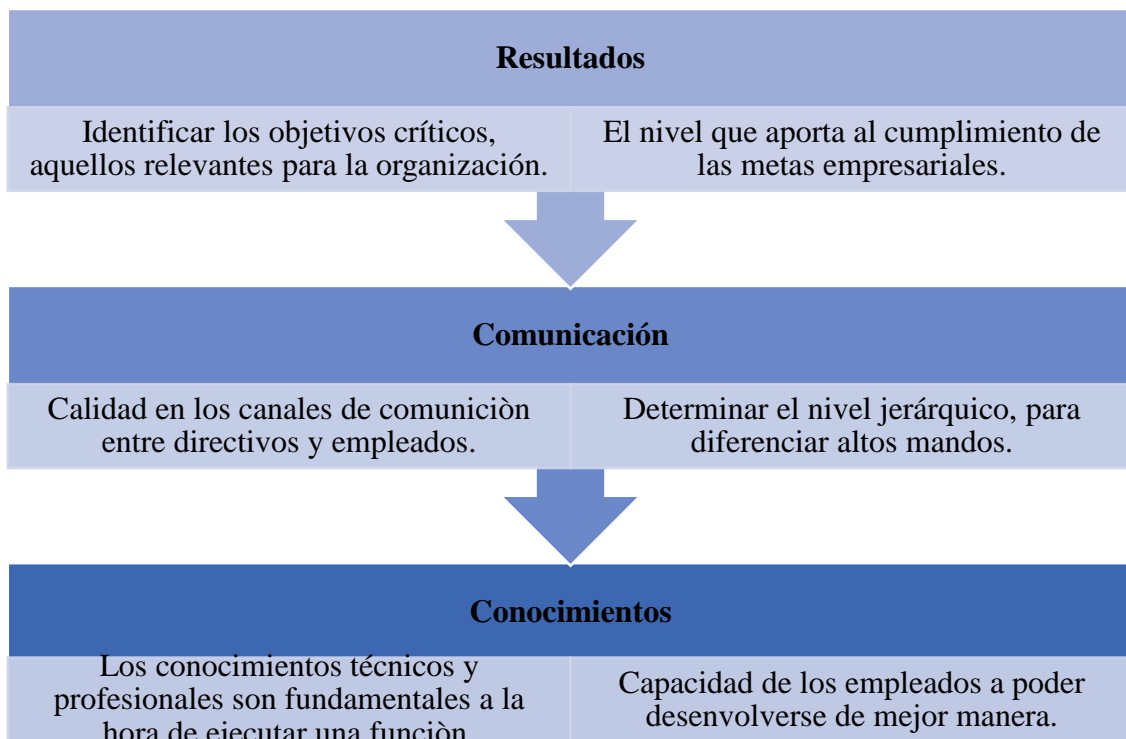 Resultados
Identificar los objetivos críticos,
aquellos relevantes para la organización.
El nivel que aporta al cumplimiento de
las metas empresariales.
Comunicación
Calidad en los canales de comuniciòn
entre directivos y empleados.
Determinar el nivel jerárquico, para
diferenciar altos mandos.
Conocimientos
Los conocimientos técnicos y
profesionales son fundamentales a la
hora de ejecutar una funciòn
Capacidad de los empleados a poder
desenvolverse de mejor manera.